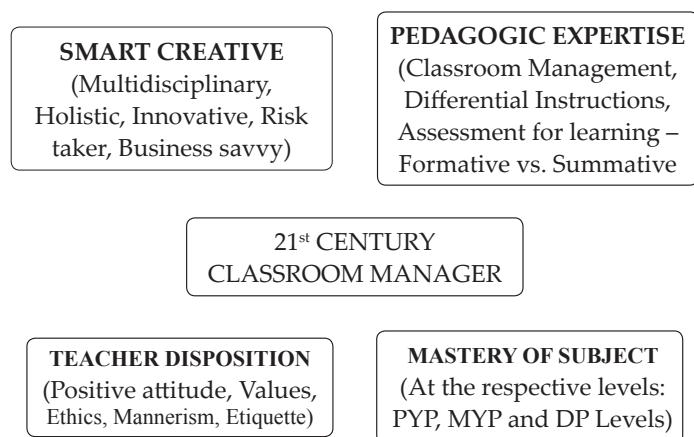 SMART CREATIVE
(Multidisciplinary,
Holistic, Innovative, Risk
taker, Business savvy)
PEDAGOGIC EXPERTISE
(Classroom Management,
Differential Instructions,
Assessment for learning –
Formative vs. Summative
21st CENTURY
CLASSROOM MANAGER
TEACHER DISPOSITION
(Positive attitude, Values,
Ethics, Mannerism, Etiquette)
MASTERY OF SUBJECT
(At the respective levels:
PYP, MYP and DP Levels)